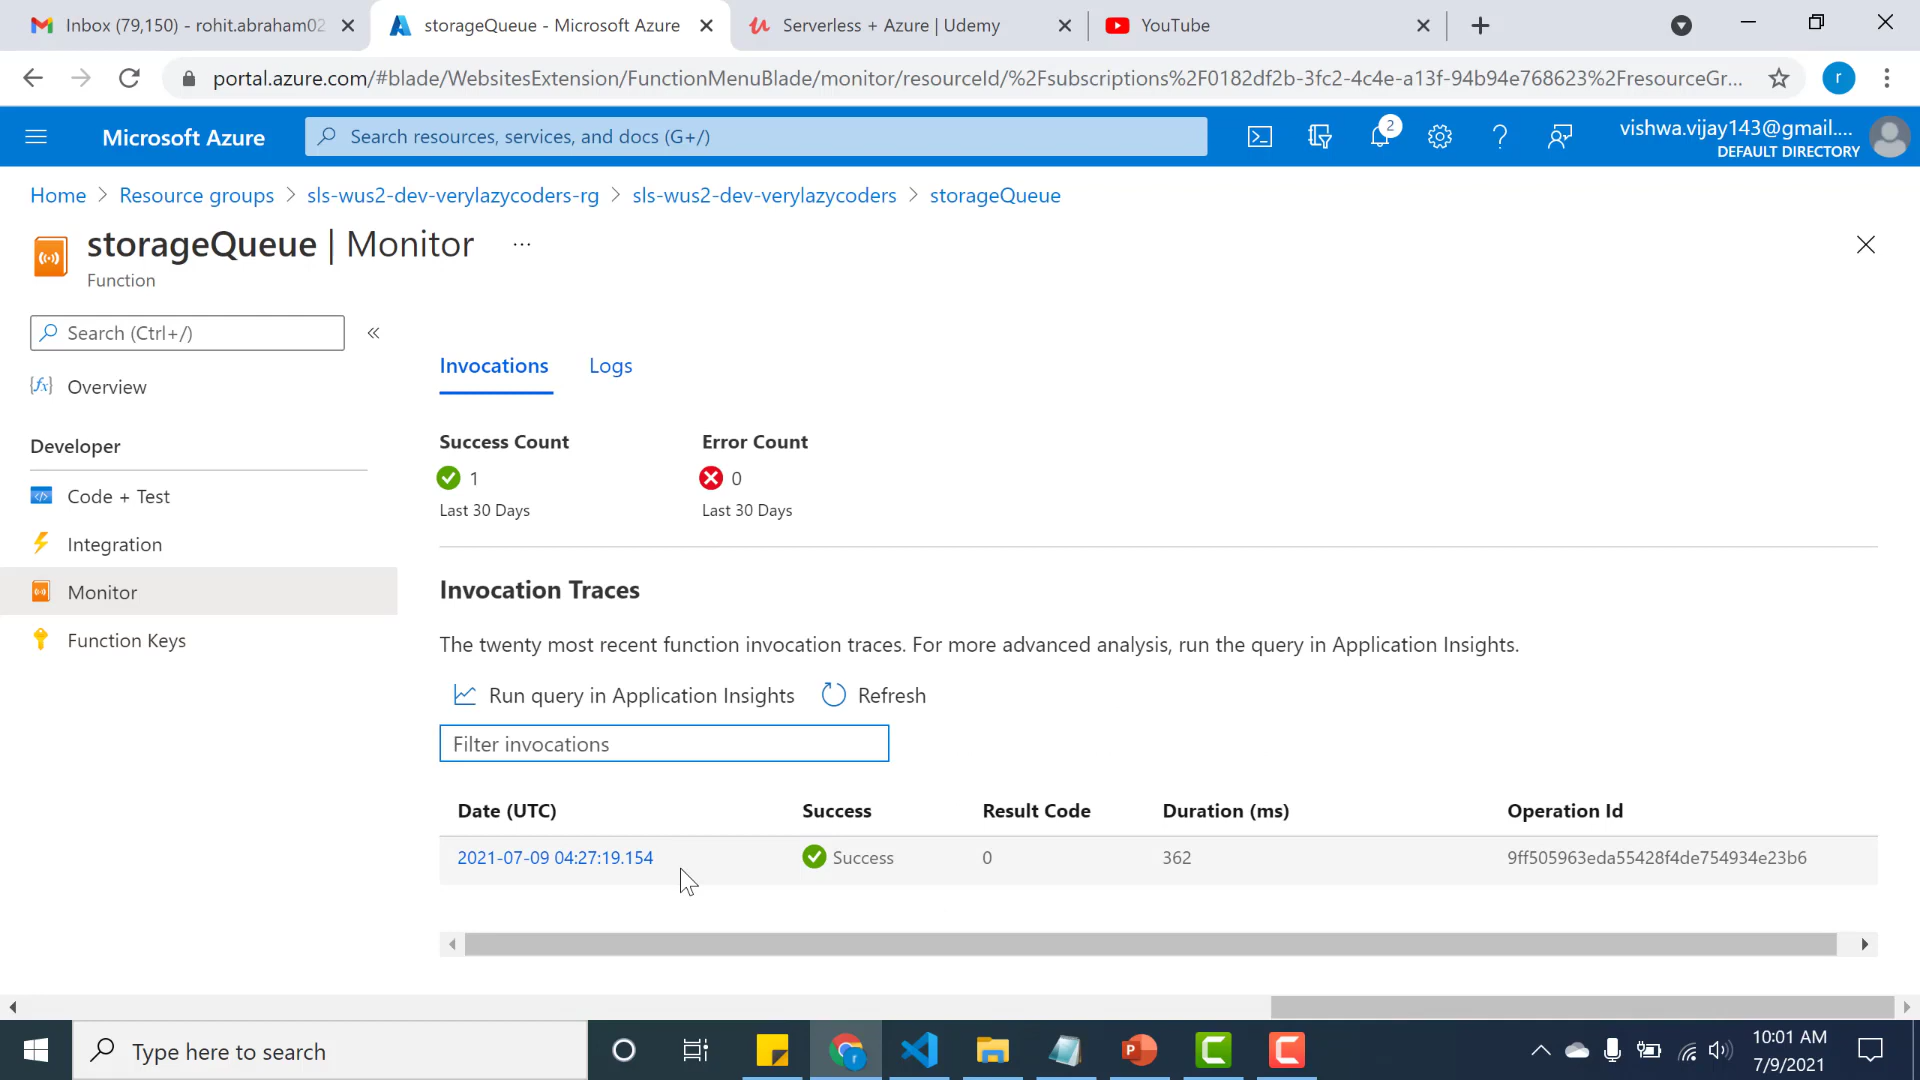 Inbox (79,150) - rohit.abraham02
storageQueue - Microsoft Azure
Serverless + Azure | Udemy
YouTube
portal.azure.com/#blade/WebsitesExtension/FunctionMenuBlade/monitor/resourceId/%2Fsubscriptions%2F0182df2b-3fc2-4c4e-a13f-94b94e768623%2FresourceGr...
r
Microsoft Azure
Search resources, services, and docs (G+/)
2
vishwa.vijay143@gmail....
DEFAULT DIRECTORY
Home > Resource groups > sls-wus2-dev-verylazycoders-rg > sls-wus2-dev-verylazycoders > storageQueue
storageQueue | Monitor ...
Function
Search (Ctrl+/)
«
Overview
Developer
Code + Test
Integration
Monitor
Function Keys
Invocations
Logs
Success Count
Error Count
1
0
Last 30 Days
Last 30 Days
Invocation Traces
The twenty most recent function invocation traces. For more advanced analysis, run the query in Application Insights.
Run query in Application Insights
Refresh
Filter invocations
Date (UTC) Success Result Code Duration (ms) Operation Id
2021-07-09 04:27:19.154 Success 0 362 9ff505963eda55428f4de754934e23b6
Type here to search
10:01 AM
7/9/2021